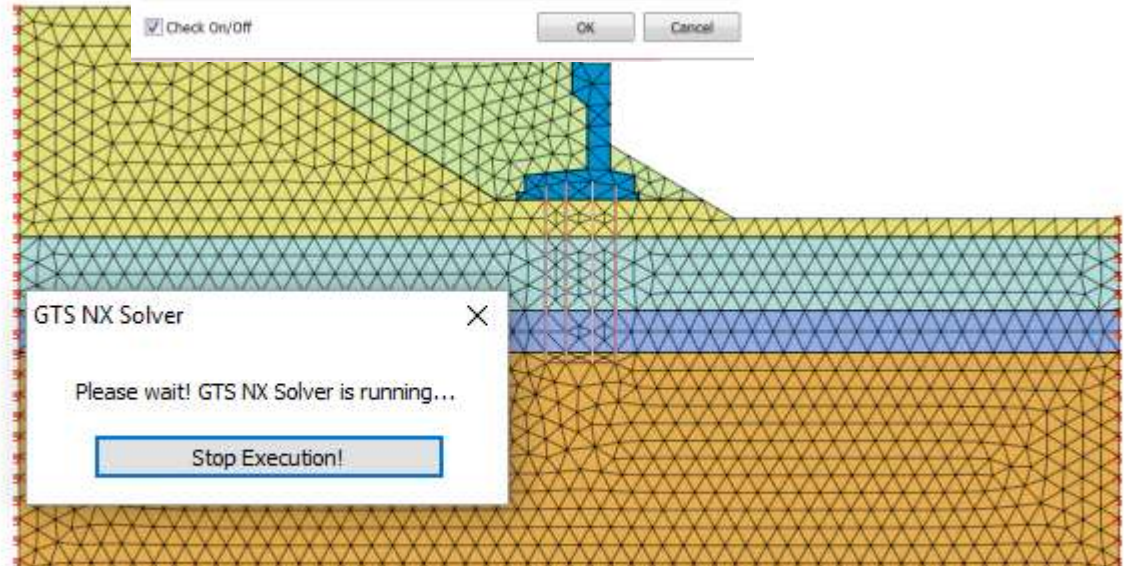 Check On/Off
OK
Cancel
GTS NX Solver
Please wait! GTS NX Solver is running...
Stop Execution!